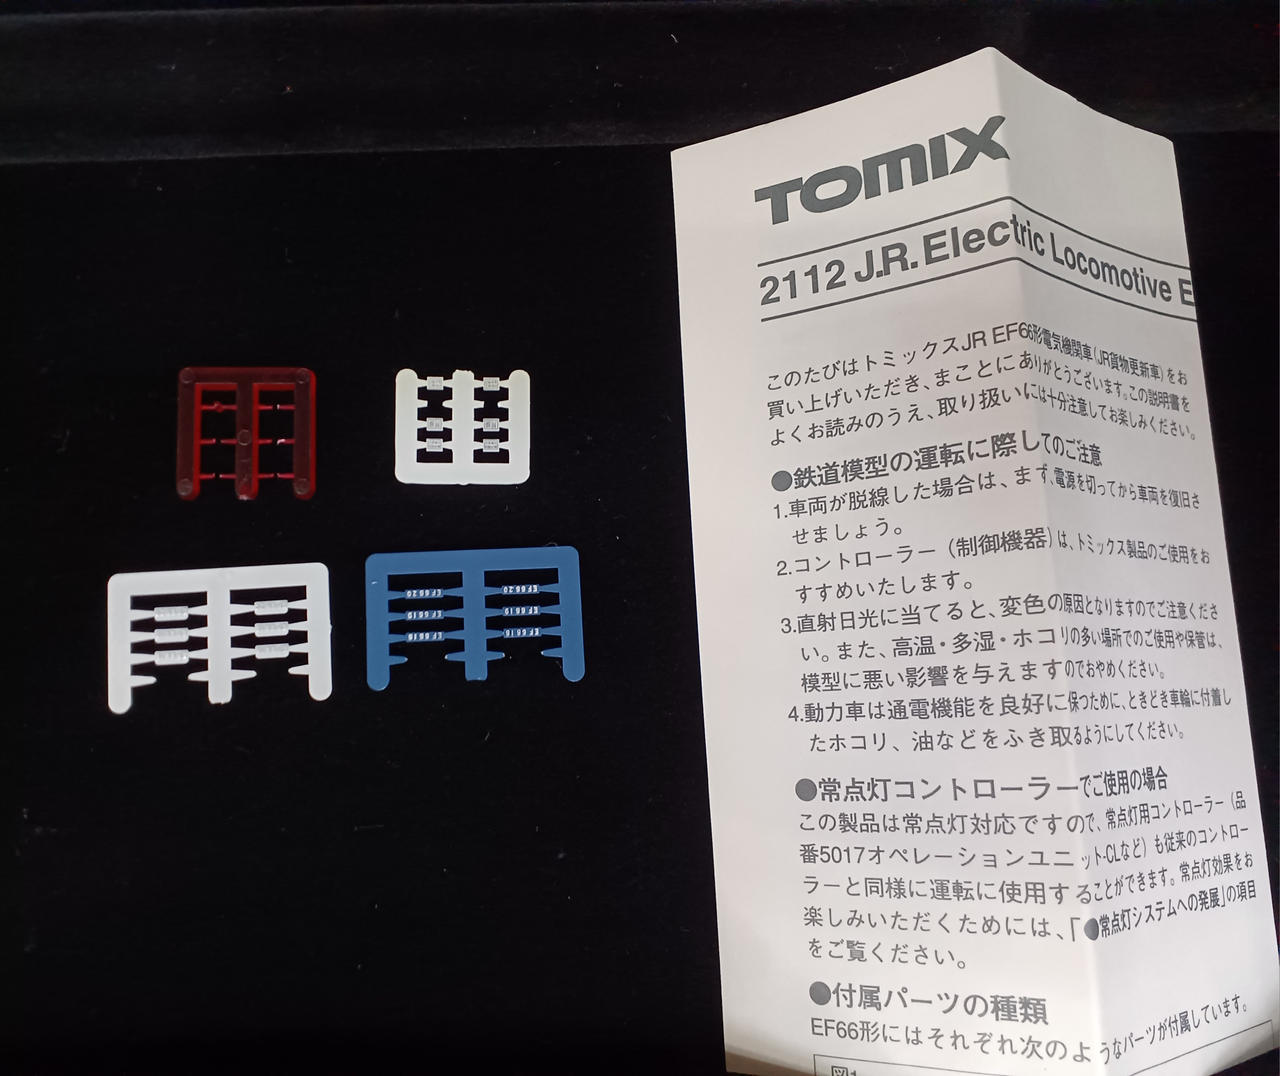 TOMIX
2112 J.R. Electric Locomotive E
このたびはトミックスJR EF66形電気機関車(JR貨物更新車)をお
買い上げいただき、まことにありがとうございます。この説明書を
よくお読みのうえ、取り扱いには十分注意してお楽しみください。
●鉄道模型の運転に際してのご注意
1.車両が脱線した場合は、まず、電源を切ってから車両を復旧さ
せましょう。
2.コントローラー(制御機器)は、トミックス製品のご使用をお
すすめいたします。
3.直射日光に当てると、変色の原因となりますのでご注意くださ
い。また、高温・多湿・ホコリの多い場所でのご使用や保管は、
模型に悪い影響を与えますのでおやめください。
4.動力車は通電機能を良好に保つために、ときどき車輪に付着し
たホコリ、油などをふき取るようにしてください。
●常点灯コントローラーでご使用の場合
この製品は常点灯対応ですので、常点灯用コントローラー(品
番5017オペレーションユニット-CLなど)も従来のコントロー
ラーと同様に運転に使用することができます。常点灯効果をお
楽しみいただくためには、「●常点灯システムへの発展」の項目
をご覧ください。
●付属パーツの種類
EF66形にはそれぞれ次のようなパーツが付属しています。
図1
EF 66 20 EF 66 20
EF 66 19 EF 66 19
EF 66 16 EF 66 16